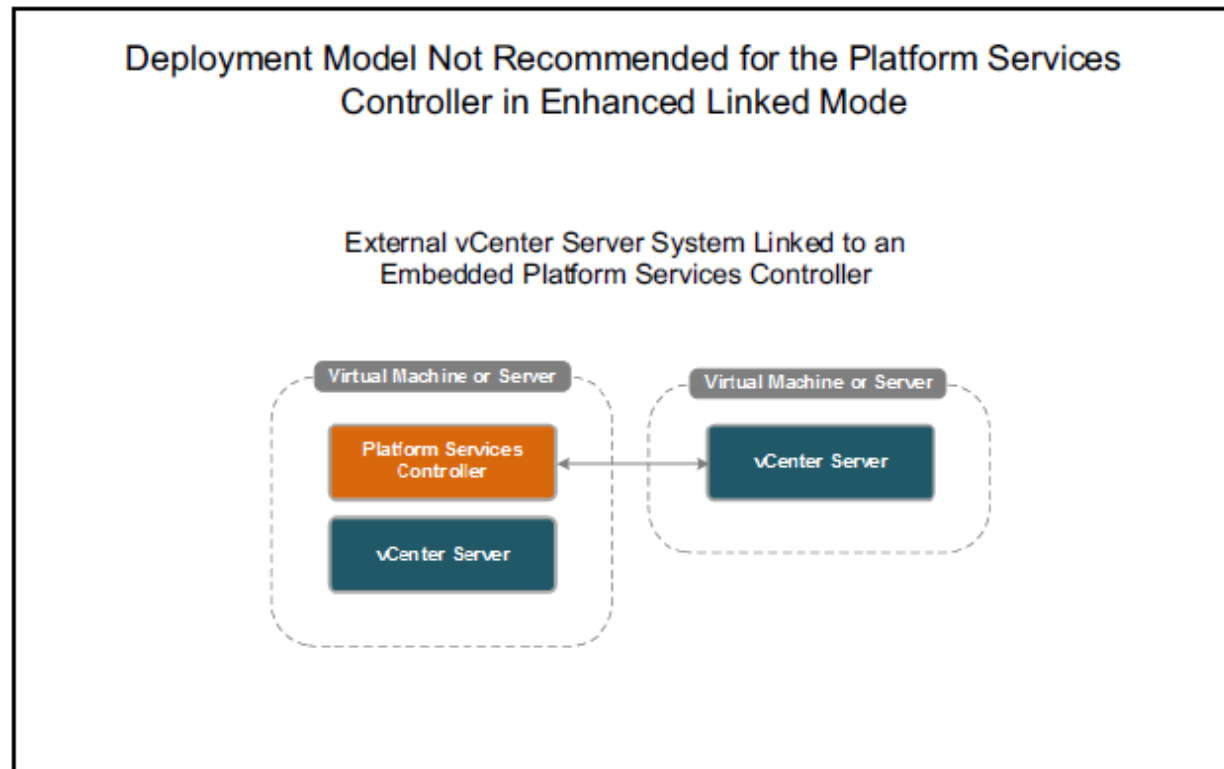 Deployment Model Not Recommended for the Platform Services
Controller in Enhanced Linked Mode
External vCenter Server System Linked to an
Embedded Platform Services Controller
Virtual Machine or Server
Platform Services
Controller
vCenter Server
Virtual Machine or Server
vCenter Server